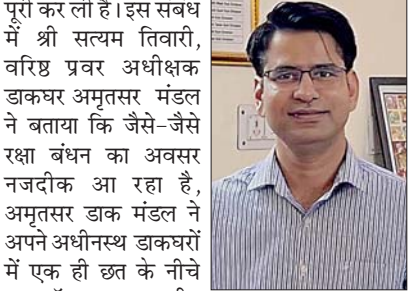 पूरी कर ली है। इस सबंध
में श्री सत्यम तिवारी,
वरिष्ठ प्रवर अधीक्षक
डाकघर अमृतसर मंडल
ने बताया कि जैसे-जैसे
रक्षा बंधन का अवसर
नजदीक आ रहा है,
अमृतसर डाक मंडल ने
अपने अधीनस्थ डाकघरों
में एक ही छत के नीचे